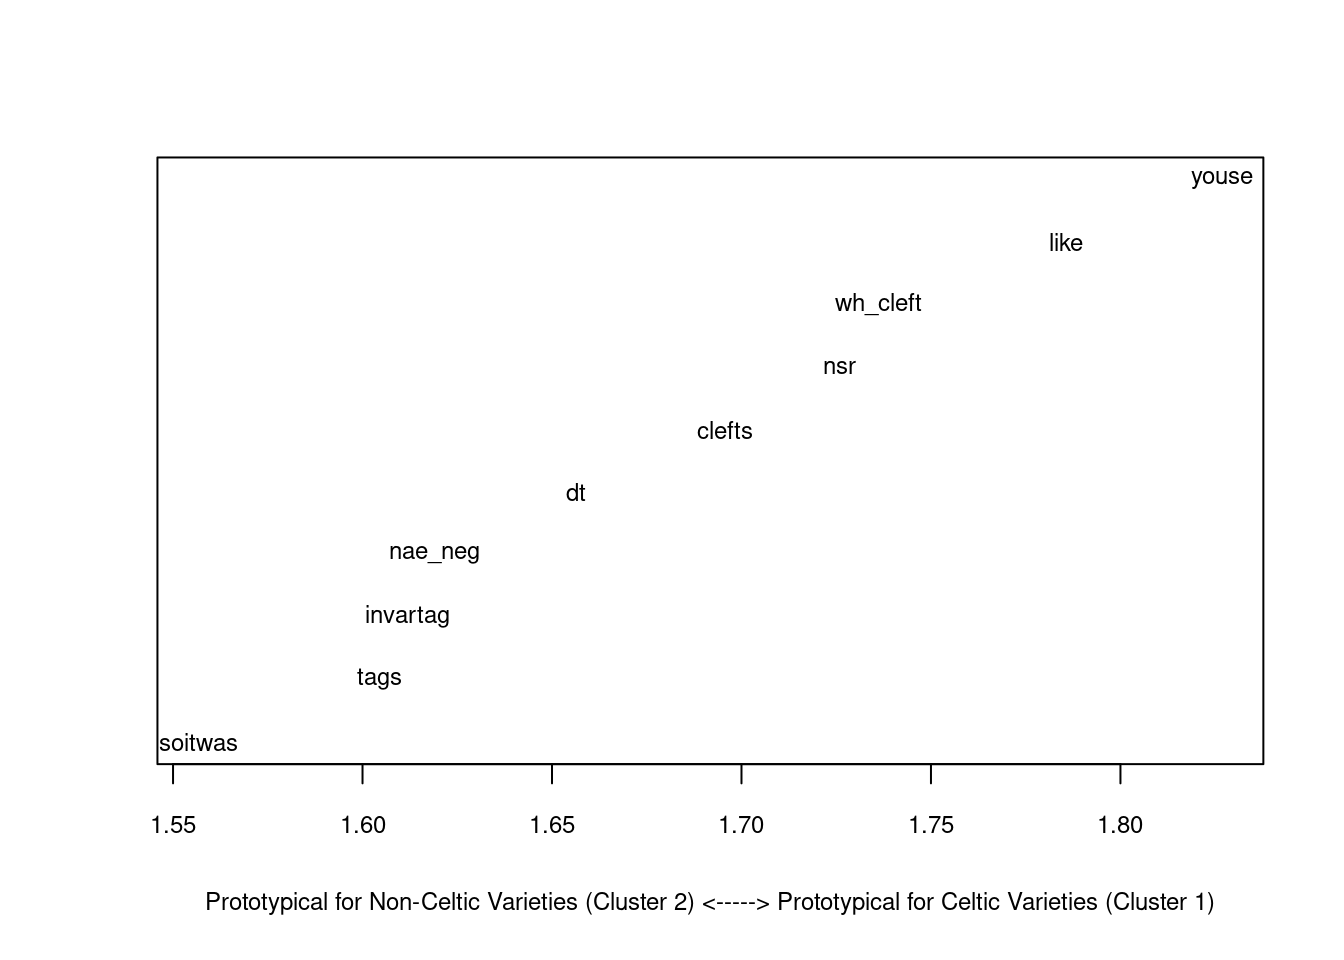 youse
like
wh_cleft
nsr
clefts
dt
nae_neg
invartag
tags
soitwas
1.55 1.60 1.65 1.70 1.75 1.80
Prototypical for Non-Celtic Varieties (Cluster 2) <-----> Prototypical for Celtic Varieties (Cluster 1)